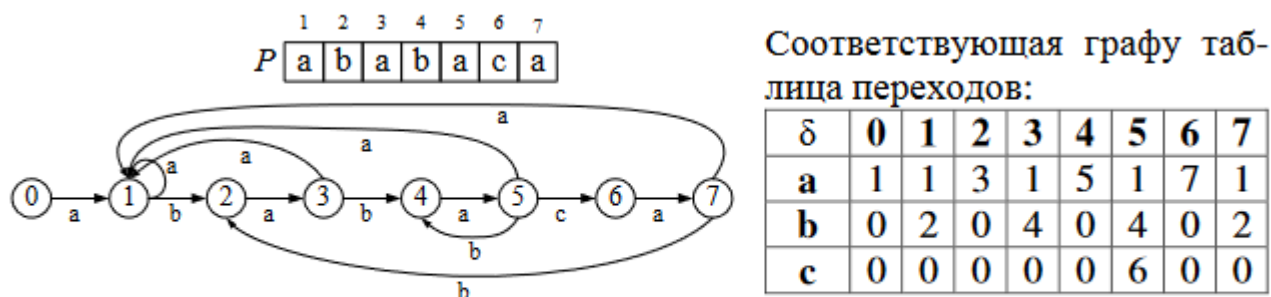 1 2 3 4 5 6 7
P a b a b a c a
a
a
a
a
0 1 2 3 4 5 6 7
a b a b a c a
b
b
Соответствующая графу таб-
лица переходов:
δ 0 1 2 3 4 5 6 7
a 1 1 3 1 5 1 7 1
b 0 2 0 4 0 4 0 2
c 0 0 0 0 0 6 0 0